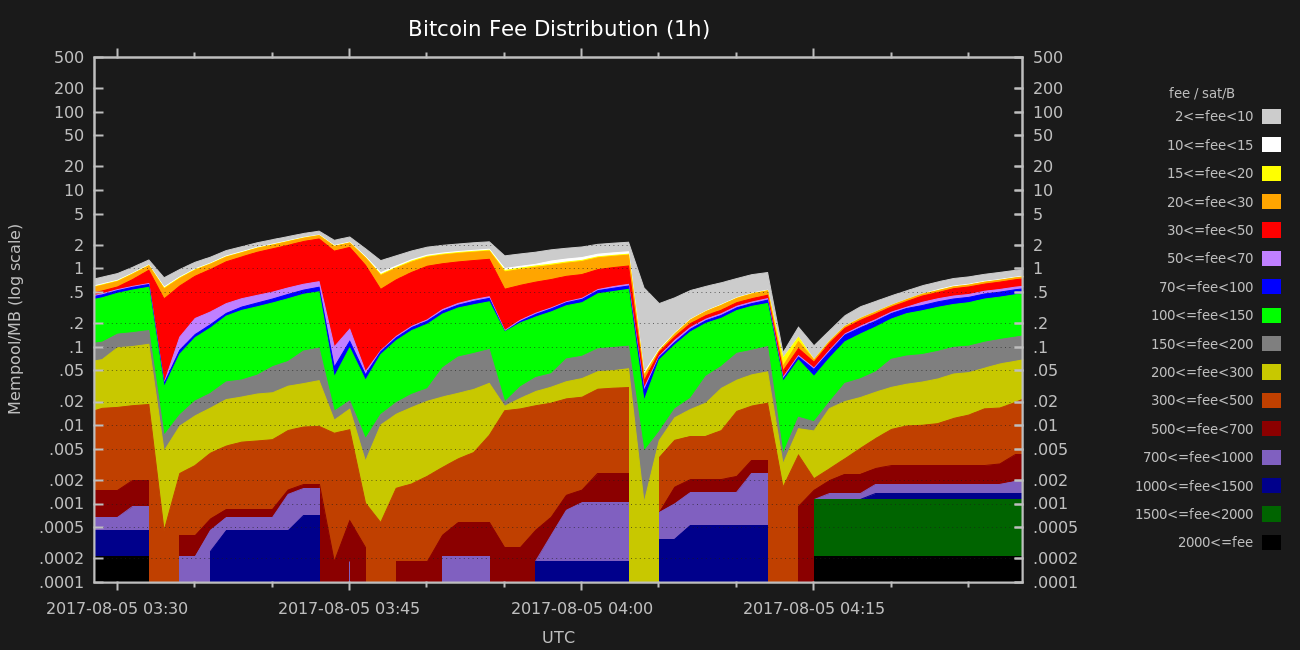 Bitcoin Fee Distribution (1h)
Mempool/MB (log scale)
500
200
100
50
20
10
5
2
1
.5
.2
.1
.05
.02
.01
.005
.002
.001
.0005
.0002
.0001
500
200
100
50
20
10
5
2
1
.5
.2
.1
.05
.02
.01
.005
.002
.001
.0005
.0002
.0001
2017-08-05 03:30
2017-08-05 03:45
2017-08-05 04:00
2017-08-05 04:15
UTC
fee / sat/B
2<=fee<10
10<=fee<15
15<=fee<20
20<=fee<30
30<=fee<50
50<=fee<70
70<=fee<100
100<=fee<150
150<=fee<200
200<=fee<300
300<=fee<500
500<=fee<700
700<=fee<1000
1000<=fee<1500
1500<=fee<2000
2000<=fee